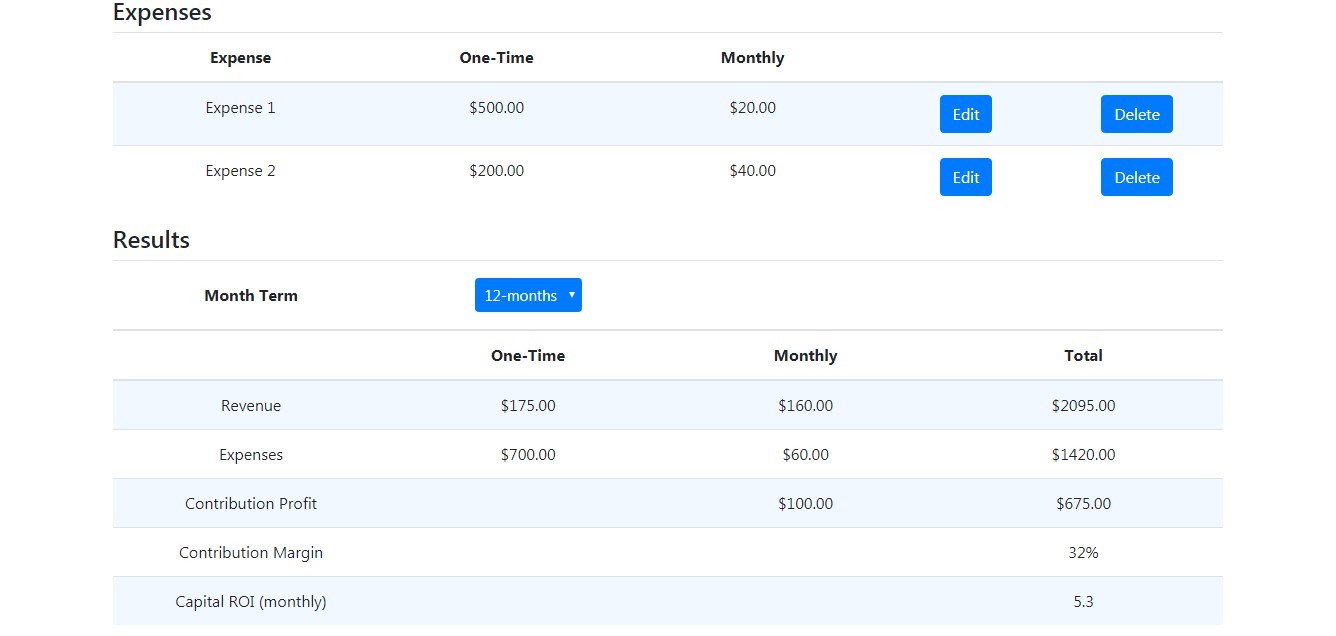 Expenses
Expense One-Time Monthly
Expense 1 $500.00 $20.00 Edit Delete
Expense 2 $200.00 $40.00 Edit Delete
Results
Month Term 12-months
One-Time Monthly Total
Revenue $175.00 $160.00 $2095.00
Expenses $700.00 $60.00 $1420.00
Contribution Profit $100.00 $675.00
Contribution Margin 32%
Capital ROI (monthly) 5.3